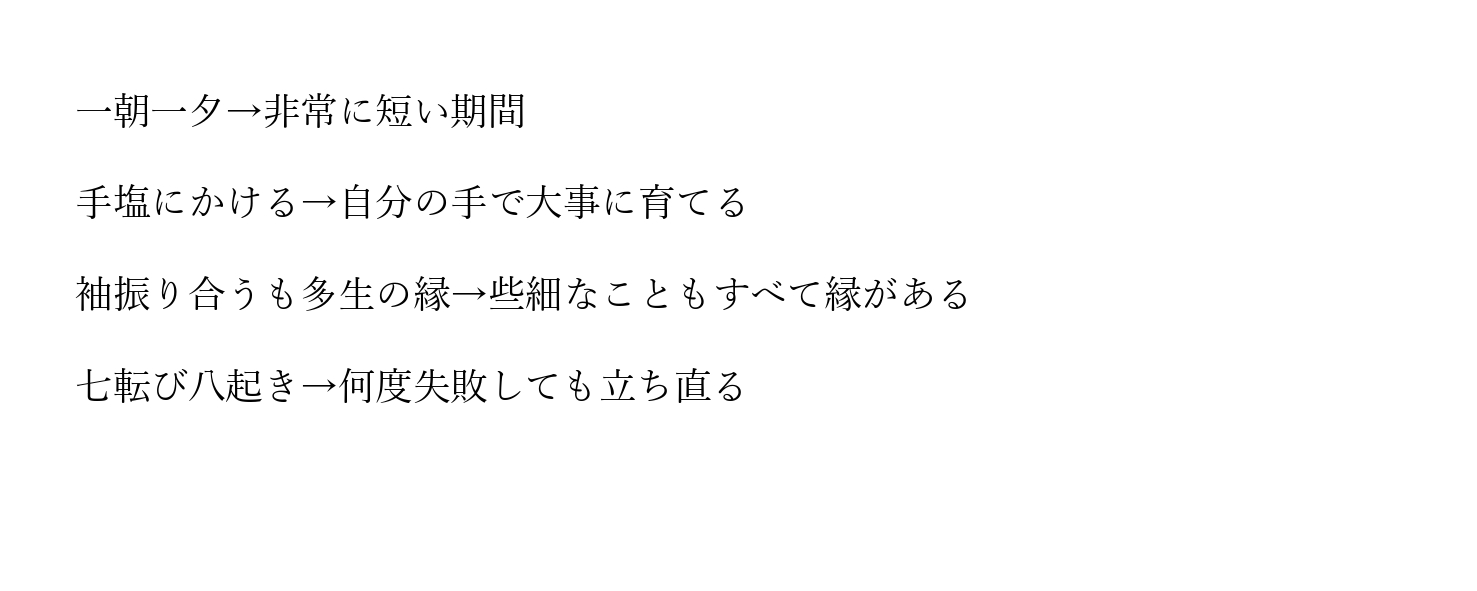 一朝一夕→非常に短い期間
手塩にかける→自分の手で大事に育てる
袖振り合うも多生の縁→些細なこともすべて縁がある
七転び八起き→何度失敗しても立ち直る